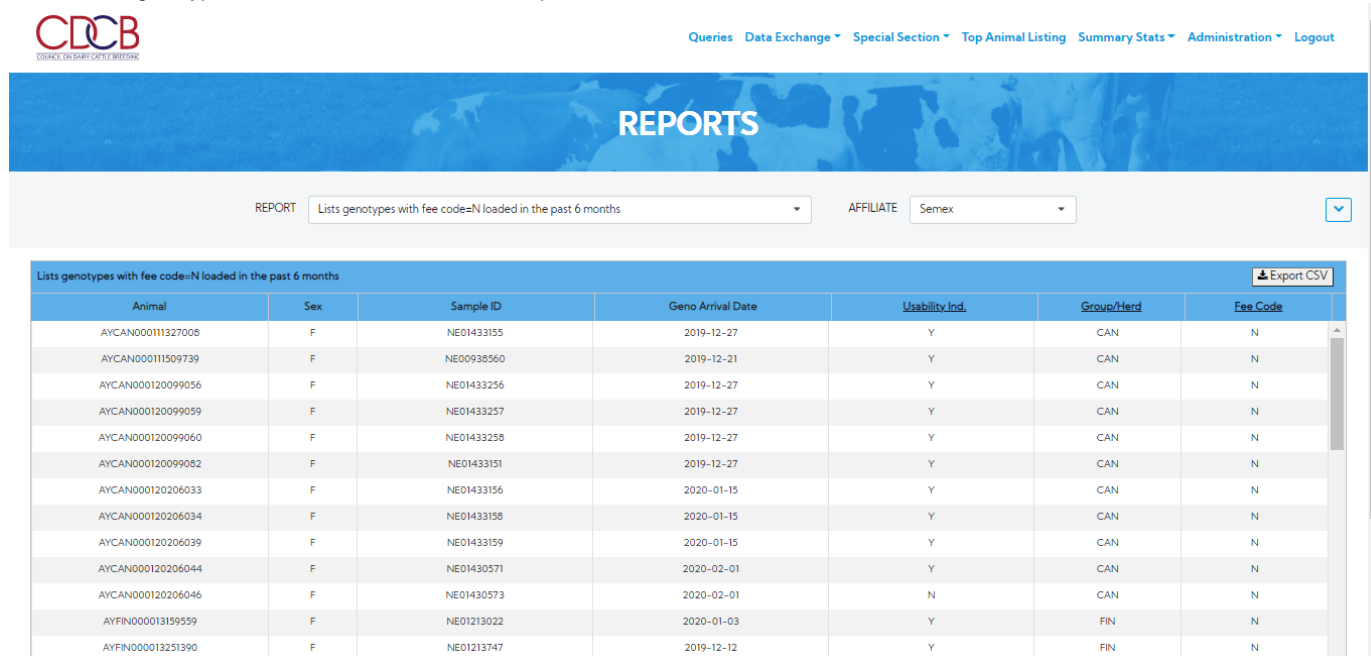 CDCB
COUNCIL ON DAIRY CATTLE BREEDING
Queries Data Exchange Special Section Top Animal Listing Summary Stats Administration Logout
REPORTS
REPORT Lists genotypes with fee code=N loaded in the past 6 months AFFILIATE Semex
Lists genotypes with fee code=N loaded in the past 6 months Export CSV
Animal Sex Sample ID Geno Arrival Date Usability Ind. Group/Herd Fee Code
AYCAN000111327008 F NE01433155 2019-12-27 Y CAN N
AYCAN000111509739 F NE00938560 2019-12-21 Y CAN N
AYCAN000120099056 F NE01433256 2019-12-27 Y CAN N
AYCAN000120099059 F NE01433257 2019-12-27 Y CAN N
AYCAN000120099060 F NE01433258 2019-12-27 Y CAN N
AYCAN000120099082 F NE01433151 2019-12-27 Y CAN N
AYCAN000120206033 F NE01433156 2020-01-15 Y CAN N
AYCAN000120206034 F NE01433158 2020-01-15 Y CAN N
AYCAN000120206039 F NE01433159 2020-01-15 Y CAN N
AYCAN000120206044 F NE01430571 2020-02-01 Y CAN N
AYCAN000120206046 F NE01430573 2020-02-01 N CAN N
AYFIN000013159559 F NE01213022 2020-01-03 Y FIN N
AYFIN000013251390 F NE01213747 2019-12-12 Y FIN N